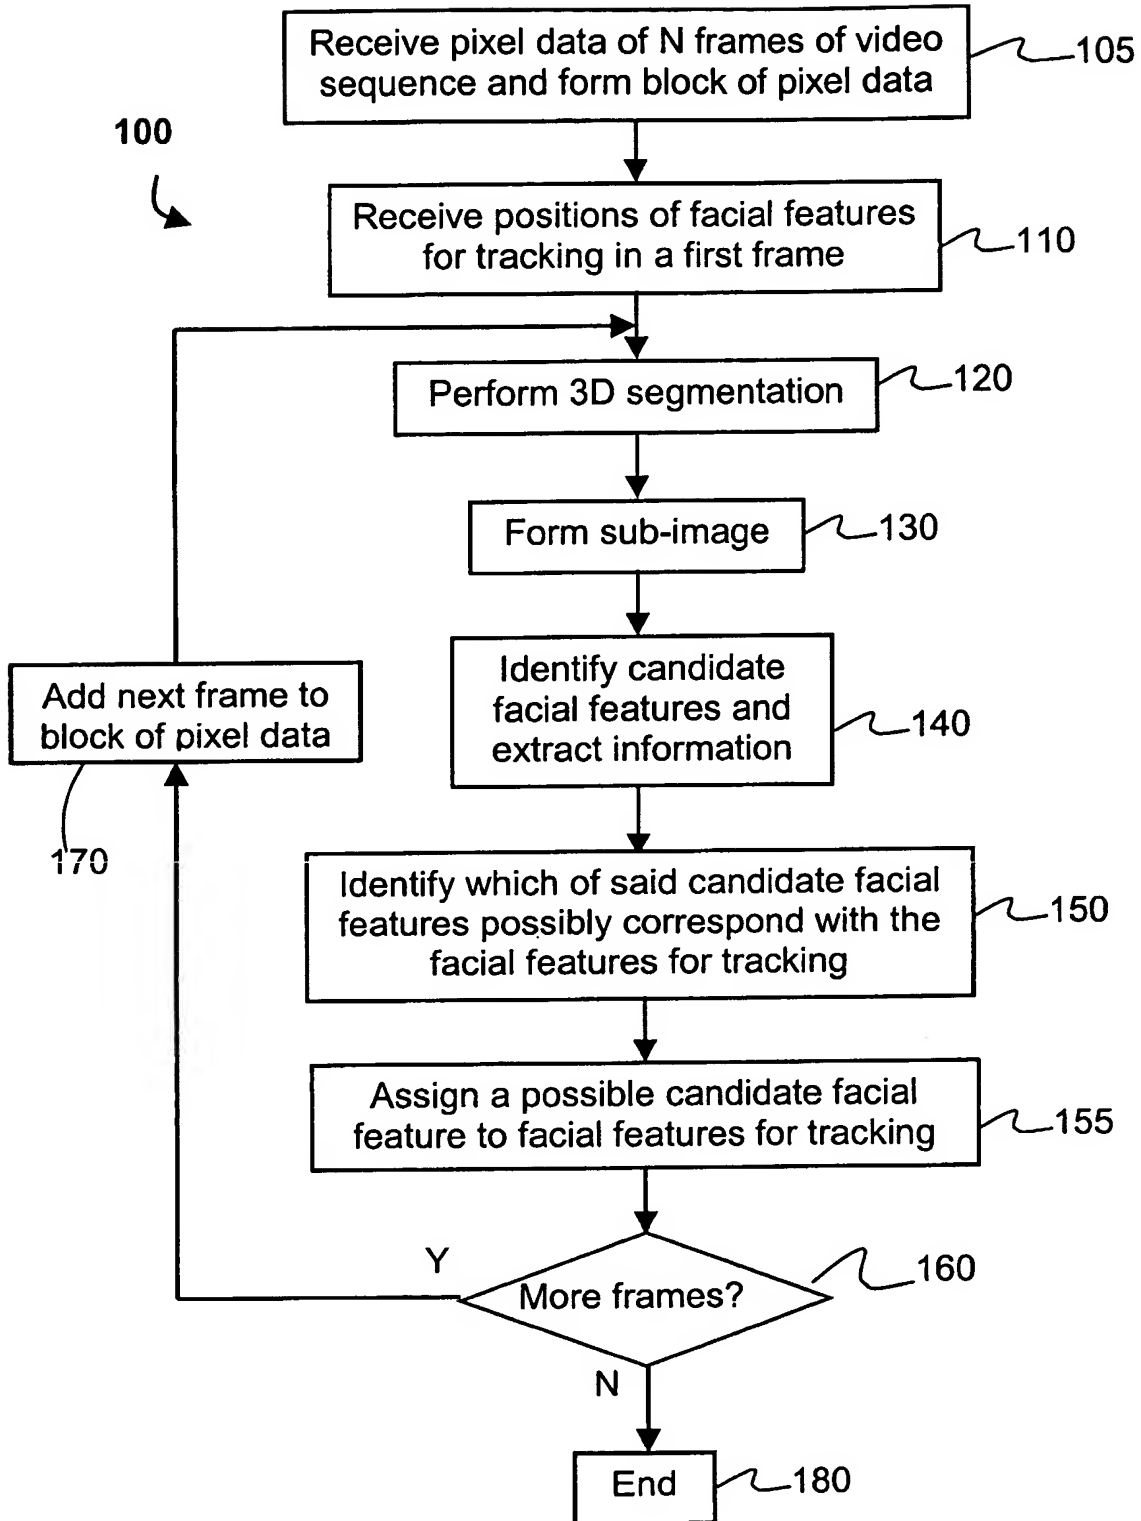 Receive pixel data of N frames of video
sequence and form block of pixel data
105
100
Receive positions of facial features
for tracking in a first frame
110
Perform 3D segmentation
120
Form sub-image
130
Identify candidate
facial features and
extract information
140
Add next frame to
block of pixel data
170
Identify which of said candidate facial
features possibly correspond with the
facial features for tracking
150
Assign a possible candidate facial
feature to facial features for tracking
155
Y
More frames?
160
N
End
180